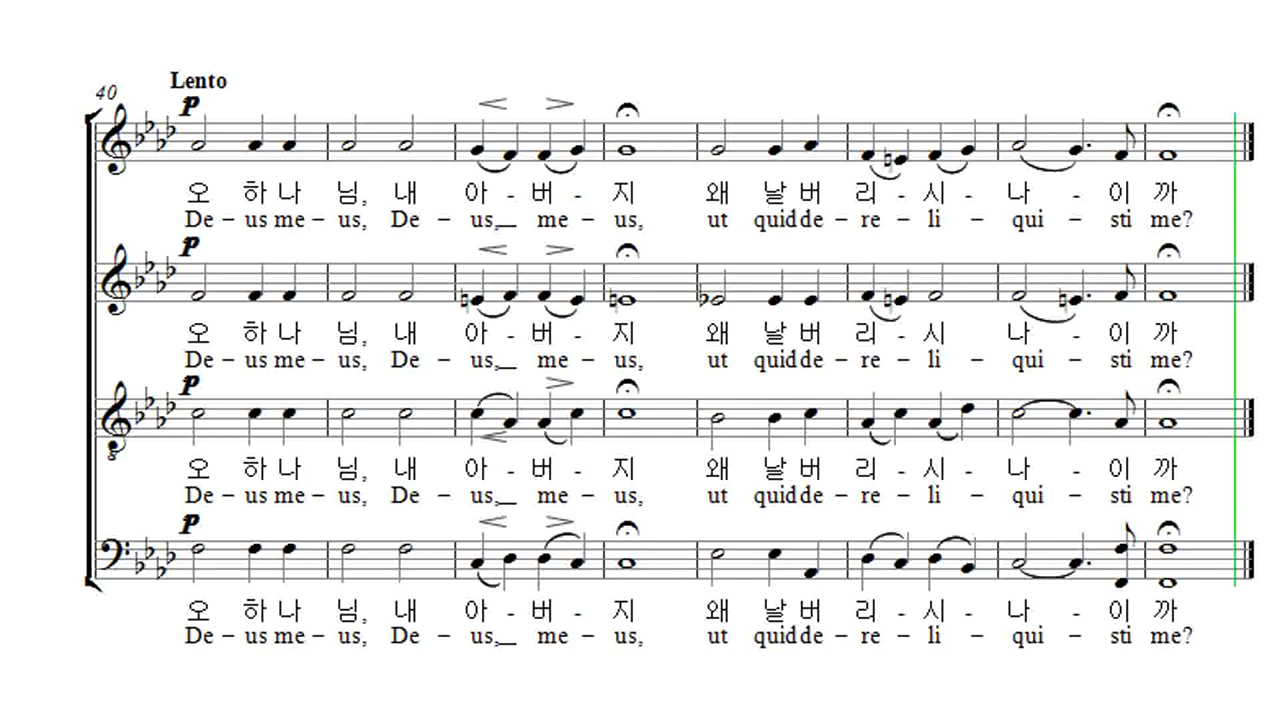 Lento
40
p
오 하 나 님, 내 아 - 버 - 지 왜 날 버 리 - 시 - 나 - 이 까
De – us me – us, De – us,__ me – us, ut quid de – re – li – qui – sti me?
p
오 하 나 님, 내 아 - 버 - 지 왜 날 버 리 - 시 나 - 이 까
De – us me – us, De – us,__ me – us, ut quid de – re – li – qui – sti me?
p
8
오 하 나 님, 내 아 - 버 - 지 왜 날 버 리 - 시 - 나 - 이 까
De – us me – us, De – us,__ me – us, ut quid de – re – li – qui – sti me?
p
오 하 나 님, 내 아 - 버 - 지 왜 날 버 리 - 시 - 나 - 이 까
De – us me – us, De – us,__ me – us, ut quid de – re – li – qui – sti me?